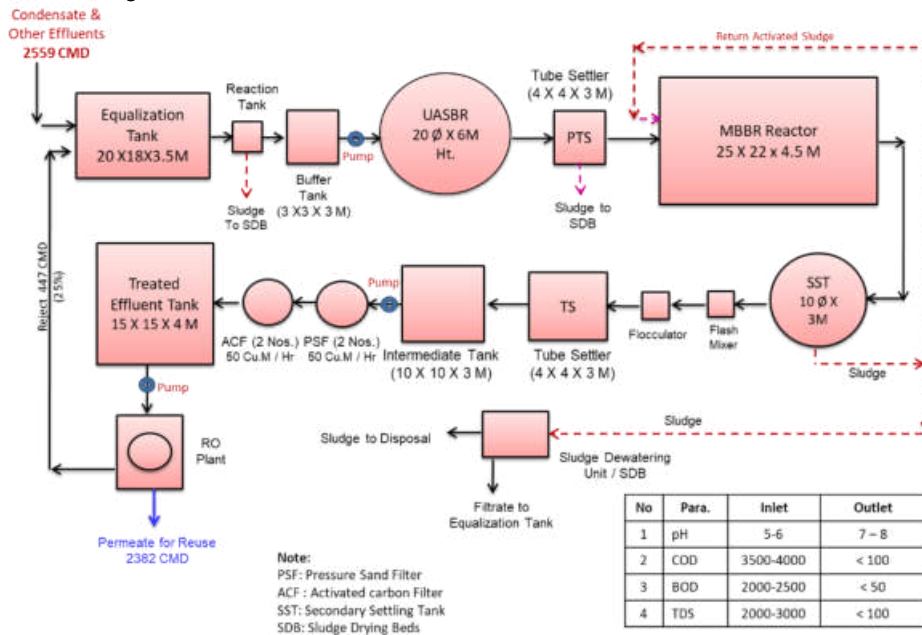 Condensate &
Other Effluents
2559 CMD
Equalization
Tank
20 X18X3.5M
Reaction
Tank
Sludge
To SDB
Buffer
Tank
(3 X3 X 3 M)
Pump
UASBR
20 Ø X 6M
Ht.
Tube Settler
(4 X 4 X 3 M)
PTS
Sludge to
SDB
Return Activated Sludge
MBBR Reactor
25 X 22 x 4.5 M
SST
10 Ø X
3M
Sludge
Flash
Mixer
Flocculator
TS
Tube Settler
(4 X 4 X 3 M)
Intermediate Tank
(10 X 10 X 3 M)
Pump
PSF (2 Nos.)
50 Cu.M / Hr
ACF (2 Nos.)
50 Cu.M / Hr
Treated
Effluent Tank
15 X 15 X 4 M
Pump
RO
Plant
Reject 447 CMD
(25%)
Permeate for Reuse
2382 CMD
Sludge to Disposal
Sludge
Sludge Dewatering
Unit / SDB
Filtrate to
Equalization Tank
Note:
PSF: Pressure Sand Filter
ACF : Activated carbon Filter
SST: Secondary Settling Tank
SDB: Sludge Drying Beds
No Para. Inlet Outlet
1 pH 5-6 7 – 8
2 COD 3500-4000 < 100
3 BOD 2000-2500 < 50
4 TDS 2000-3000 < 100